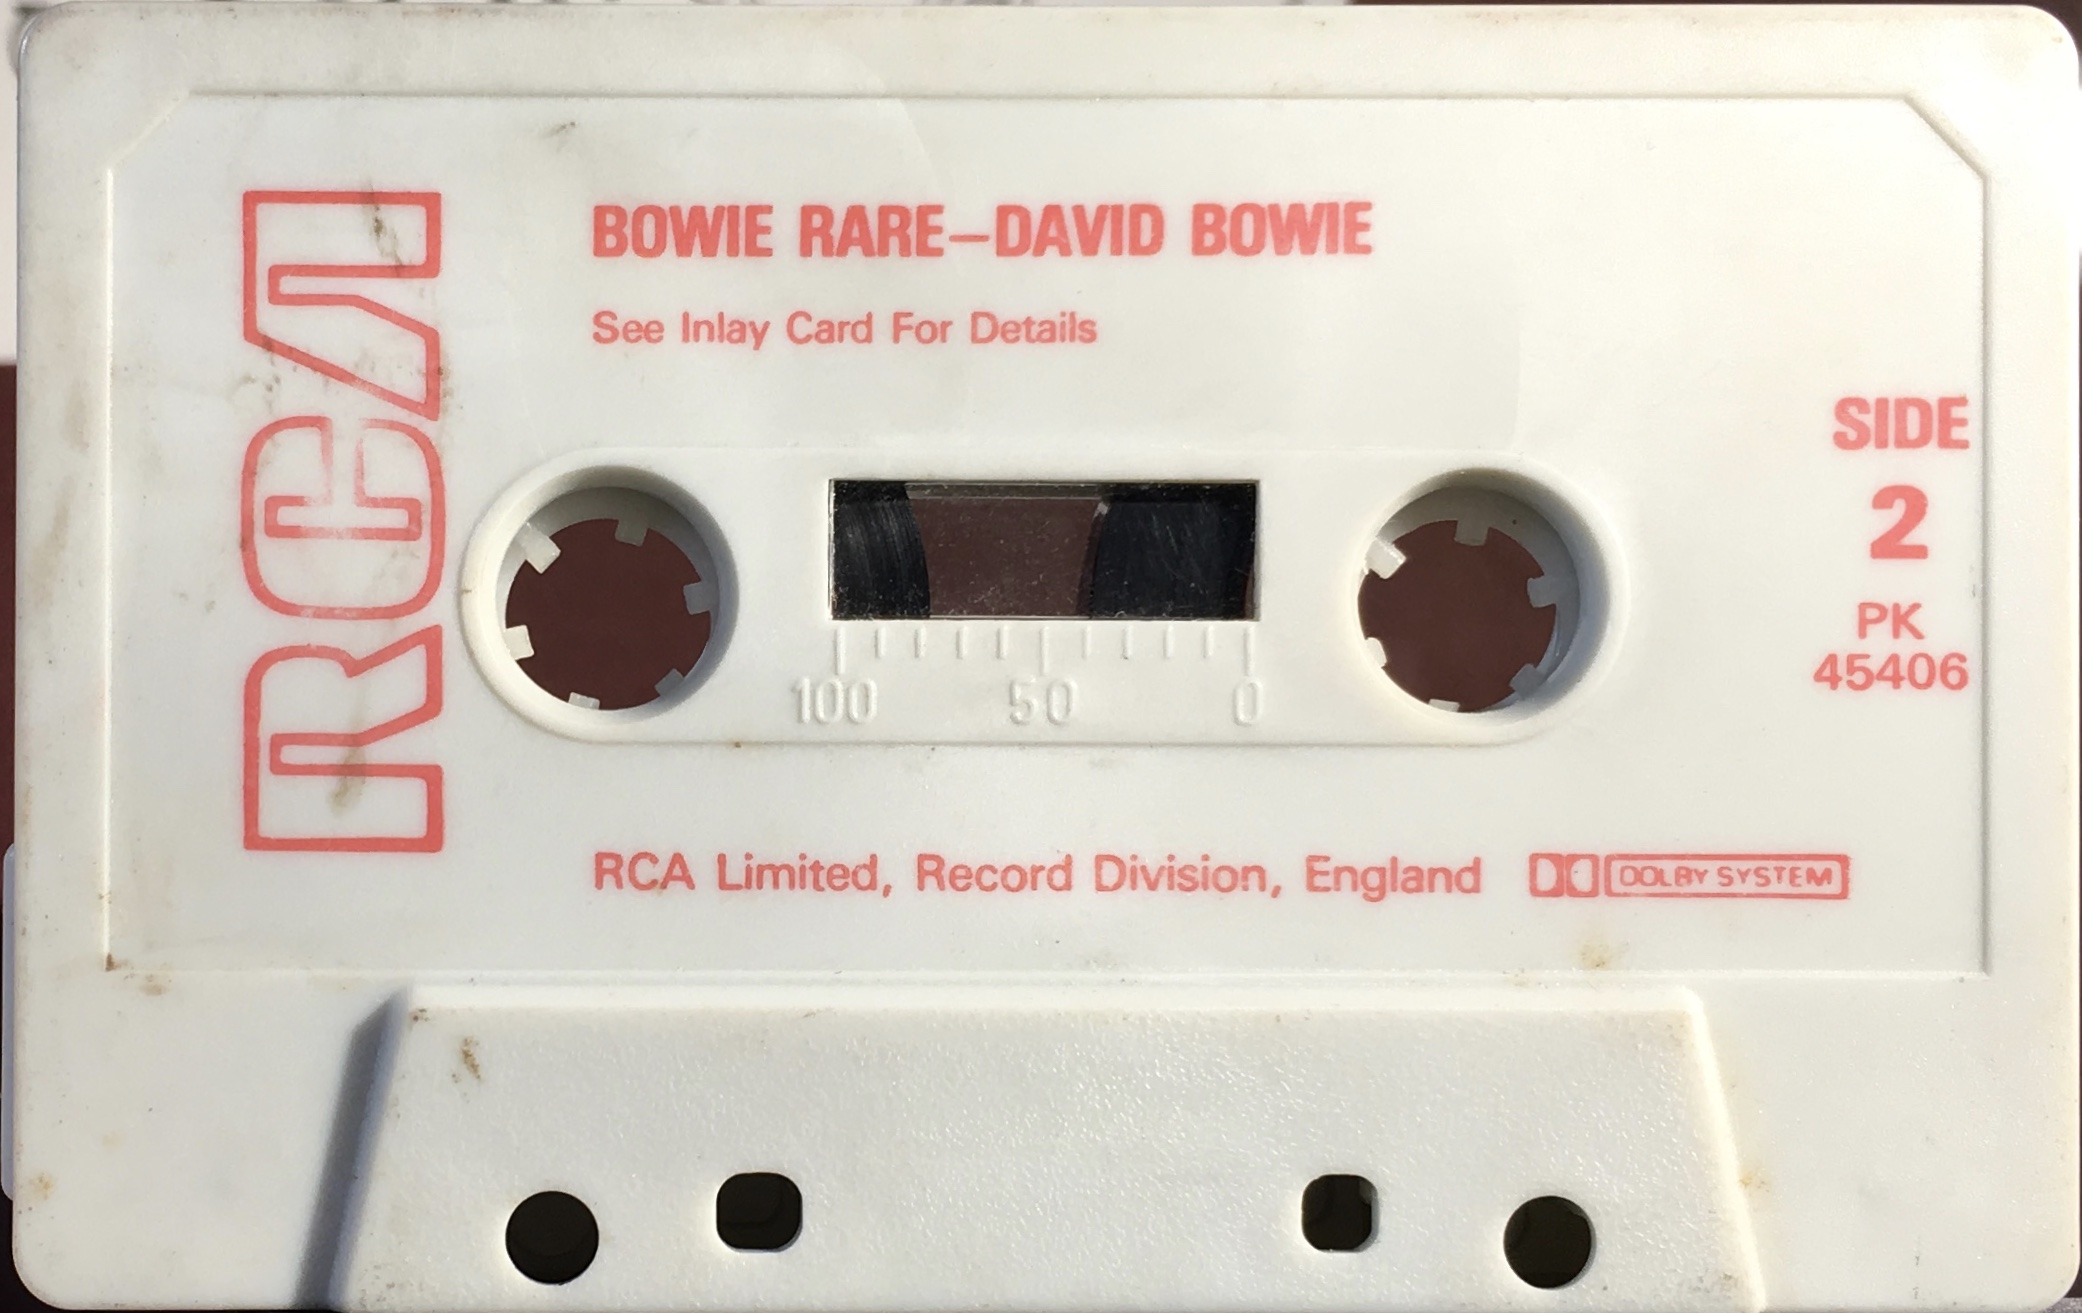 RCA
BOWIE RARE—DAVID BOWIE
See Inlay Card For Details
SIDE
2
PK
45406
100 50 0
RCA Limited, Record Division, England DOLBY SYSTEM